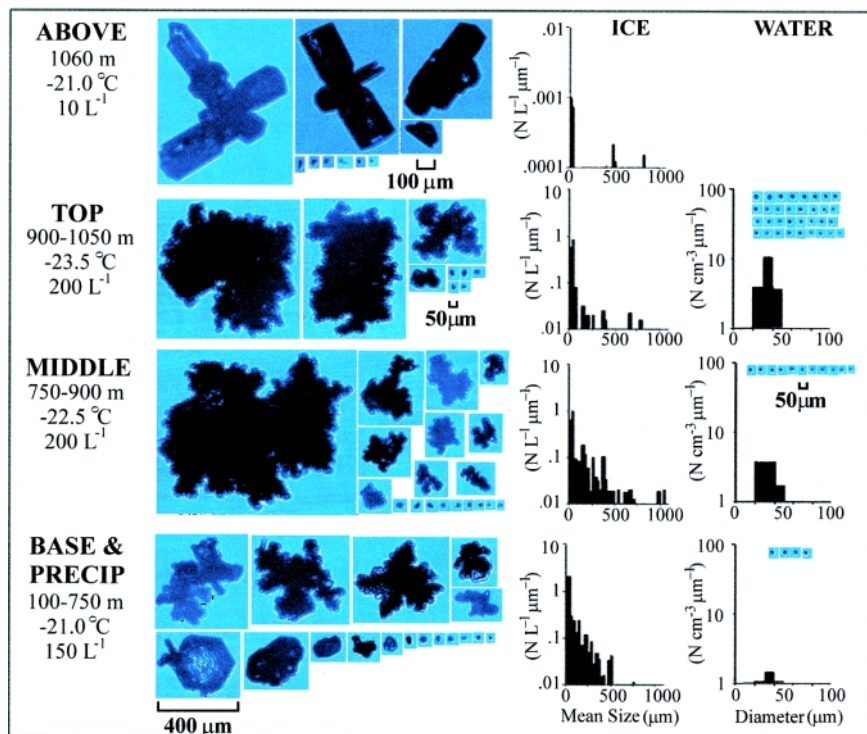 ABOVE
1060 m
-21.0 °C
10 L⁻¹
100 µm
ICE
WATER
(N L⁻¹ µm⁻¹)
.01
.001
.0001
0 500 1000
TOP
900-1050 m
-23.5 °C
200 L⁻¹
50µm
(N L⁻¹ µm⁻¹)
10
1
.1
.01
0 500 1000
(N cm⁻³ µm⁻¹)
100
10
1
0 50 100
MIDDLE
750-900 m
-22.5 °C
200 L⁻¹
(N L⁻¹ µm⁻¹)
10
1
.1
.01
0 500 1000
(N cm⁻³ µm⁻¹)
100
10
1
50µm
0 50 100
BASE &
PRECIP
100-750 m
-21.0 °C
150 L⁻¹
400 µm
(N L⁻¹ µm⁻¹)
10
1
.1
.01
0 500 1000
Mean Size (µm)
(N cm⁻³ µm⁻¹)
100
10
1
0 50 100
Diameter (µm)